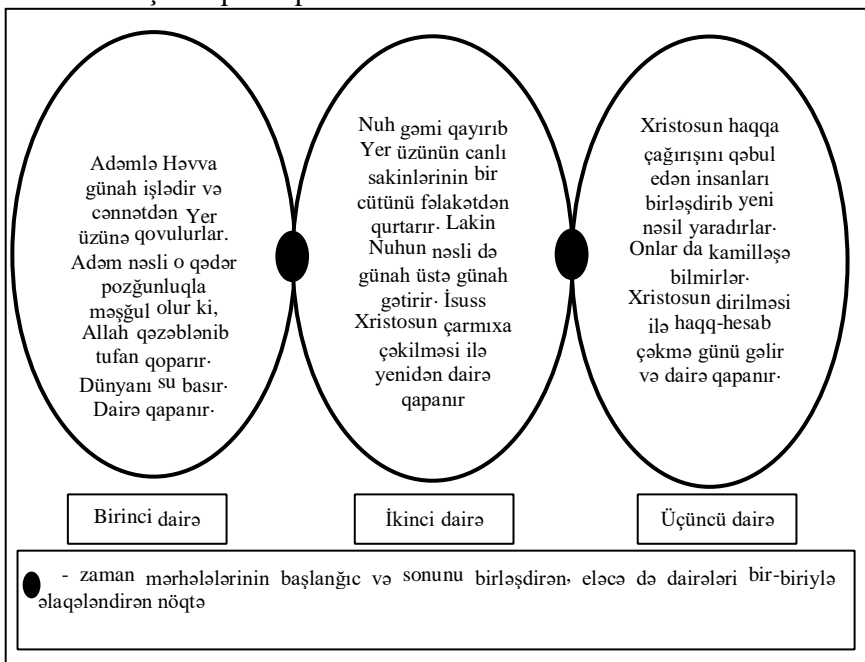 Adəmlə Həvva
günah işlədir və
cənnətdən Yer
üzünə qovulurlar.
Adəm nəsli o qədər
pozğunluqla
məşğul olur ki,
Allah qəzəblənib
tufan qoparır.
Dünyanı su basır.
Dairə qapanır.
Nuh gəmi qayırıb
Yer üzünün canlı
sakinlərinin bir
cütünü fəlakətdən
qurtarır. Lakin
Nuhun nəsli də
günah üstə günah
gətirir. İsuss
Xristosun çarmıxa
çəkilməsi ilə
yenidən dairə
qapanır
Xristosun haqqa
çağırışını qəbul
edən insanları
birləşdirib yeni
nəsil yaradırlar.
Onlar da kamilləşə
bilmirlər.
Xristosun dirilməsi
ilə haqq-hesab
çəkmə günü gəlir
və dairə qapanır.
Birinci dairə
İkinci dairə
Üçüncü dairə
- zaman mərhələlərinin başlanğıc və sonunu birləşdirən, eləcə də dairələri bir-biriylə
əlaqələndirən nöqtə